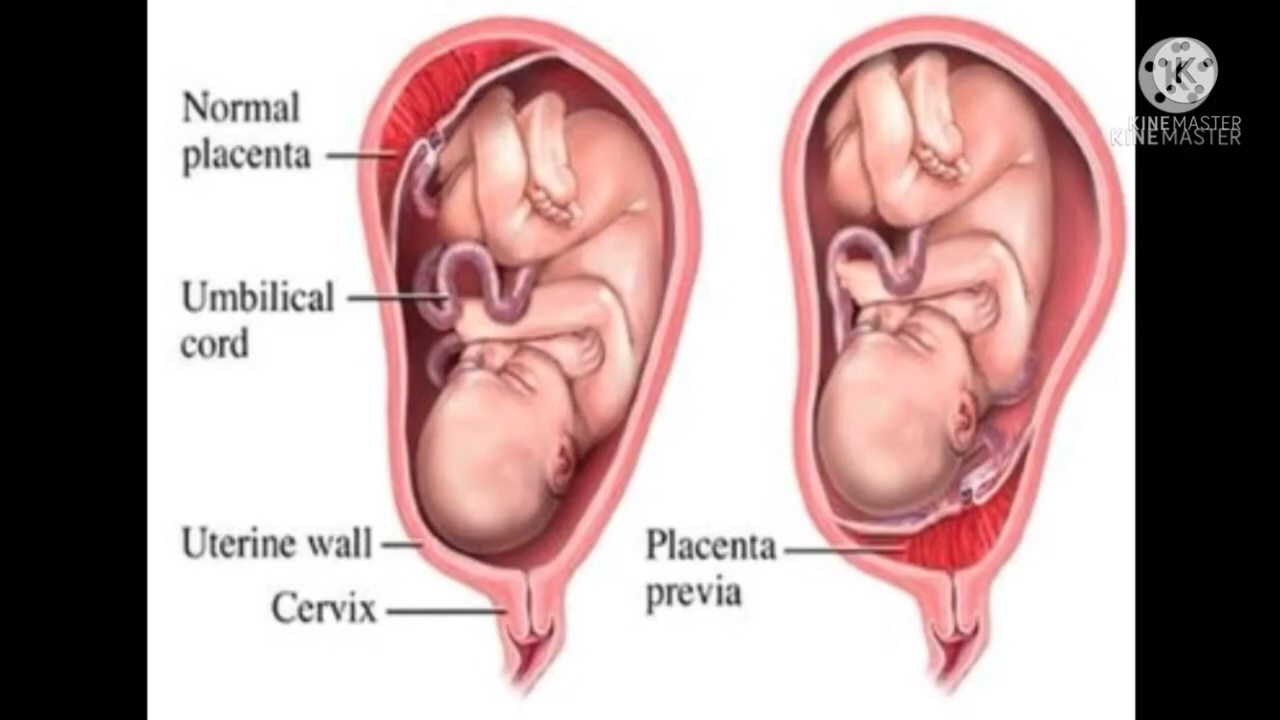 Normal
placenta
Umbilical
cord
Uterine wall
Cervix
Placenta
previa
K
KINEMASTER
KINEMASTER